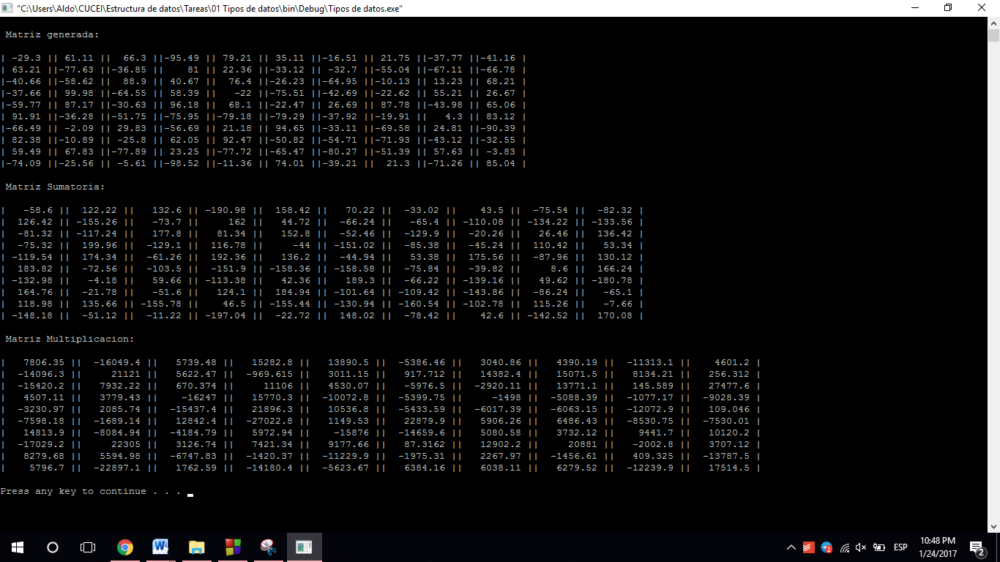 "C:\Users\Aldo\CUCEI\Estructura de datos\Tareas\01 Tipos de datos\bin\Debug\Tipos de datos.exe"
Matriz generada:
| -29.3 || 61.11 ||  66.3 ||-95.49 || 79.21 || 35.11 ||-16.51 || 21.75 ||-37.77 ||-41.16 |
| 63.21 ||-77.63 ||-36.85 ||    81 || 22.36 ||-33.12 || -32.7 ||-55.04 ||-67.11 ||-66.78 |
|-40.66 ||-58.62 ||  88.9 || 40.67 ||  76.4 ||-26.23 ||-64.95 ||-10.13 || 13.23 || 68.21 |
|-37.66 || 99.98 ||-64.55 || 58.39 ||   -22 ||-75.51 ||-42.69 ||-22.62 || 55.21 || 26.67 |
|-59.77 || 87.17 ||-30.63 || 96.18 ||  68.1 ||-22.47 || 26.69 || 87.78 ||-43.98 || 65.06 |
| 91.91 ||-36.28 ||-51.75 ||-75.95 ||-79.18 ||-79.29 ||-37.92 ||-19.91 ||   4.3 || 83.12 |
|-66.49 || -2.09 || 29.83 ||-56.69 || 21.18 || 94.65 ||-33.11 ||-69.58 || 24.81 ||-90.39 |
| 82.38 ||-10.89 || -25.8 || 62.05 || 92.47 ||-50.82 ||-54.71 ||-71.93 ||-43.12 ||-32.55 |
| 59.49 || 67.83 ||-77.89 || 23.25 ||-77.72 ||-65.47 ||-80.27 ||-51.39 || 57.63 || -3.83 |
|-74.09 ||-25.56 || -5.61 ||-98.52 ||-11.36 || 74.01 ||-39.21 ||  21.3 ||-71.26 || 85.04 |
Matriz Sumatoria:
|   -58.6 ||  122.22 ||   132.6 || -190.98 ||  158.42 ||   70.22 ||  -33.02 ||    43.5 ||  -75.54 ||  -82.32 |
|  126.42 || -155.26 ||   -73.7 ||     162 ||   44.72 ||  -66.24 ||   -65.4 || -110.08 || -134.22 || -133.56 |
|  -81.32 || -117.24 ||   177.8 ||   81.34 ||   152.8 ||  -52.46 ||  -129.9 ||  -20.26 ||   26.46 ||  136.42 |
|  -75.32 ||  199.96 ||  -129.1 ||  116.78 ||     -44 || -151.02 ||  -85.38 ||  -45.24 ||  110.42 ||   53.34 |
| -119.54 ||  174.34 ||  -61.26 ||  192.36 ||   136.2 ||  -44.94 ||   53.38 ||  175.56 ||  -87.96 ||  130.12 |
|  183.82 ||  -72.56 ||  -103.5 ||  -151.9 || -158.36 || -158.58 ||  -75.84 ||  -39.82 ||     8.6 ||  166.24 |
| -132.98 ||   -4.18 ||   59.66 || -113.38 ||   42.36 ||   189.3 ||  -66.22 || -139.16 ||   49.62 || -180.78 |
|  164.76 ||  -21.78 ||   -51.6 ||   124.1 ||  184.94 || -101.64 || -109.42 || -143.86 ||  -86.24 ||   -65.1 |
|  118.98 ||  135.66 || -155.78 ||    46.5 || -155.44 || -130.94 || -160.54 || -102.78 ||  115.26 ||   -7.66 |
| -148.18 ||  -51.12 ||  -11.22 || -197.04 ||  -22.72 ||  148.02 ||  -78.42 ||    42.6 || -142.52 ||  170.08 |
Matriz Multiplicacion:
|   7806.35 ||  -16049.4 ||   5739.48 ||   15282.8 ||   13890.5 ||  -5386.46 ||   3040.86 ||   4390.19 ||  -11313.1 ||    4601.2 |
|  -14096.3 ||     21121 ||   5622.47 ||  -969.615 ||   3011.15 ||   917.712 ||   14382.4 ||   15071.5 ||   8134.21 ||   256.312 |
|  -15420.2 ||   7932.22 ||   670.374 ||     11106 ||   4530.07 ||   -5976.5 ||  -2920.11 ||   13771.1 ||   145.589 ||   27477.6 |
|   4507.11 ||   3779.43 ||    -16247 ||   15770.3 ||  -10072.8 ||  -5399.75 ||     -1498 ||  -5088.39 ||  -1077.17 ||  -9028.39 |
|  -3230.97 ||   2085.74 ||  -15437.4 ||   21896.3 ||   10536.8 ||  -5433.59 ||  -6017.39 ||  -6063.15 ||  -12072.9 ||   109.046 |
|  -7598.18 ||  -1689.14 ||   12842.4 ||  -27022.8 ||   1149.53 ||   22879.9 ||   5906.26 ||   6486.43 ||  -8530.75 ||  -7530.01 |
|   14813.9 ||  -8084.94 ||  -4184.79 ||   5972.94 ||    -15876 ||  -14659.6 ||   5080.58 ||   3732.12 ||    9441.7 ||   10120.2 |
|  -17029.2 ||     22305 ||   3126.74 ||   7421.34 ||   9177.66 ||   87.3162 ||   12902.2 ||     20881 ||   -2002.8 ||   3707.12 |
|   8279.68 ||   5594.98 ||  -6747.83 ||  -1420.37 ||  -11229.9 ||  -1975.31 ||   2267.97 ||  -1456.61 ||   409.325 ||  -13787.5 |
|    5796.7 ||  -22897.1 ||   1762.59 ||  -14180.4 ||  -5623.67 ||   6384.16 ||   6038.11 ||   6279.52 ||  -12239.9 ||   17514.5 |
Press any key to continue . . .
ESP
10:48 PM
1/24/2017
2
2